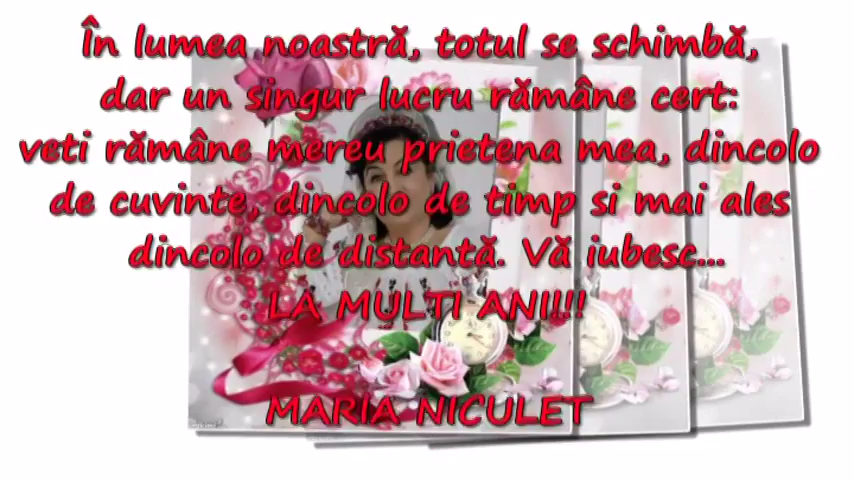 În lumea noastră, totul se schimbă,
dar un singur lucru rămâne cert:
veti rămâne mereu prietena mea, dincolo
de cuvinte, dincolo de timp si mai ales
dincolo de distantă. Vă iubesc...
LA MULTI ANI!!!
MARIA NICULET